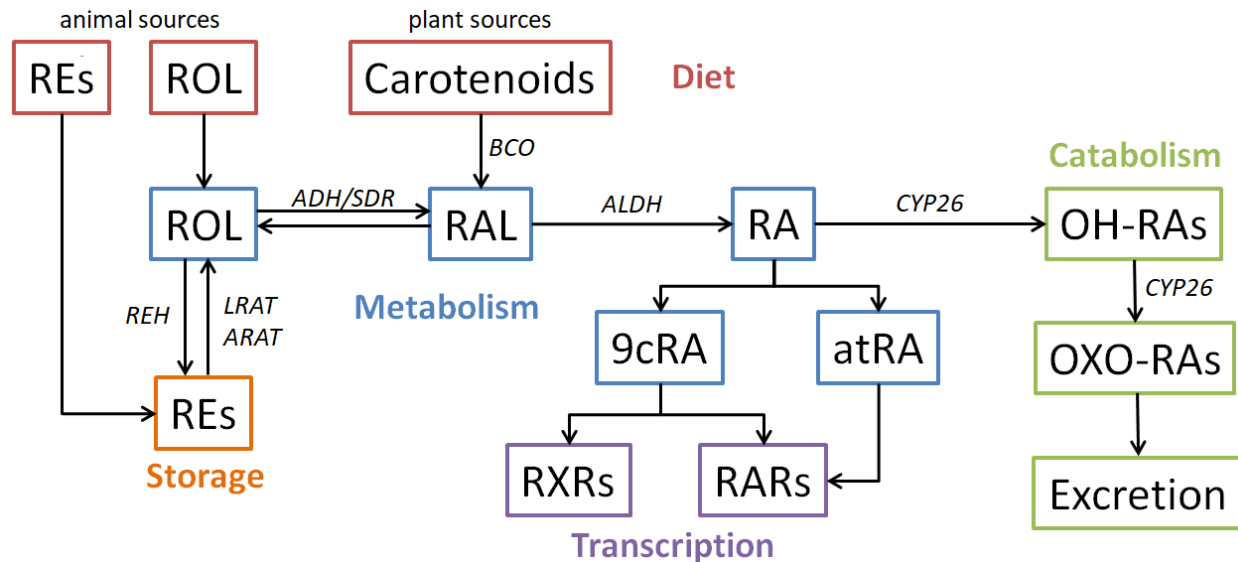 animal sources
plant sources
REs
ROL
Carotenoids
Diet
BCO
Catabolism
ROL
ADH/SDR
RAL
ALDH
RA
CYP26
OH-RAs
REH
LRAT
ARAT
Metabolism
CYP26
9cRA
atRA
OXO-RAs
REs
Storage
RXRs
RARs
Excretion
Transcription